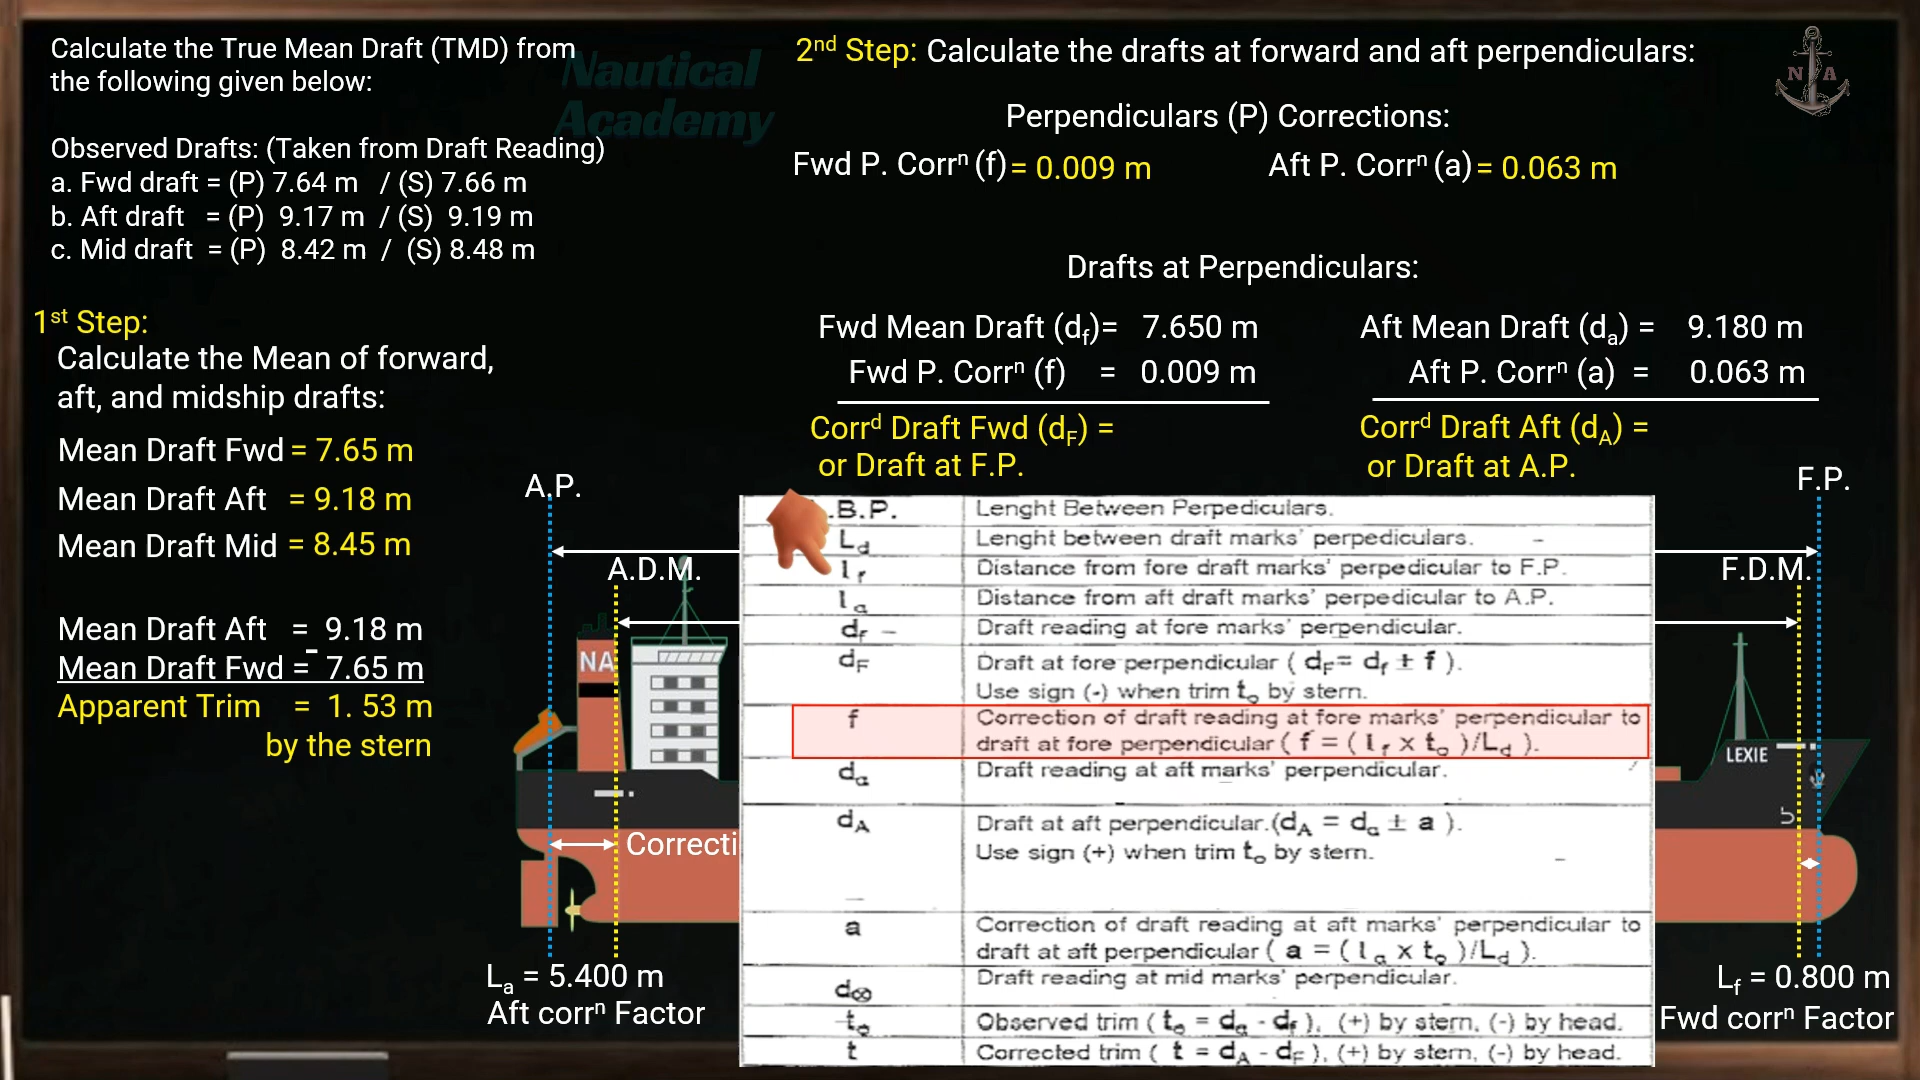 Calculate the True Mean Draft (TMD) from
the following given below:
Nautical
Academy
Observed Drafts: (Taken from Draft Reading)
a. Fwd draft = (P) 7.64 m / (S) 7.66 m
b. Aft draft = (P) 9.17 m / (S) 9.19 m
c. Mid draft = (P) 8.42 m / (S) 8.48 m
1st Step:
Calculate the Mean of forward,
aft, and midship drafts:
Mean Draft Fwd = 7.65 m
Mean Draft Aft = 9.18 m
Mean Draft Mid = 8.45 m
Mean Draft Aft = 9.18 m
-
Mean Draft Fwd = 7.65 m
Apparent Trim = 1. 53 m
by the stern
2nd Step: Calculate the drafts at forward and aft perpendiculars:
N A
Perpendiculars (P) Corrections:
Fwd P. Corrⁿ (f) = 0.009 m Aft P. Corrⁿ (a) = 0.063 m
Drafts at Perpendiculars:
Fwd Mean Draft (df)= 7.650 m
Fwd P. Corrⁿ (f) = 0.009 m
Corrᵈ Draft Fwd (dF) =
or Draft at F.P.
Aft Mean Draft (da) = 9.180 m
Aft P. Corrⁿ (a) = 0.063 m
Corrᵈ Draft Aft (dA) =
or Draft at A.P.
A.P.
F.P.
A.D.M.
F.D.M.
NA
LEXIE
Correcti
La = 5.400 m
Aft corrⁿ Factor
Lf = 0.800 m
Fwd corrⁿ Factor
.B.P. Lenght Between Perpediculars.
Ld Lenght between draft marks' perpediculars.
lf Distance from fore draft marks' perpedicular to F.P.
la Distance from aft draft marks' perpedicular to A.P.
df Draft reading at fore marks' perpendicular.
dF Draft at fore perpendicular ( dF= df ± f ).
Use sign (-) when trim to by stern.
f Correction of draft reading at fore marks' perpendicular to
draft at fore perpendicular ( f = ( lf x to )/Ld ).
da Draft reading at aft marks' perpendicular.
dA Draft at aft perpendicular.(dA = da ± a ).
Use sign (+) when trim to by stern.
a Correction of draft reading at aft marks' perpendicular to
draft at aft perpendicular ( a = ( la x to )/Ld ).
d⊗ Draft reading at mid marks' perpendicular.
to Observed trim ( to = da - df ), (+) by stern, (-) by head.
t Corrected trim ( t = dA - dF ), (+) by stern, (-) by head.